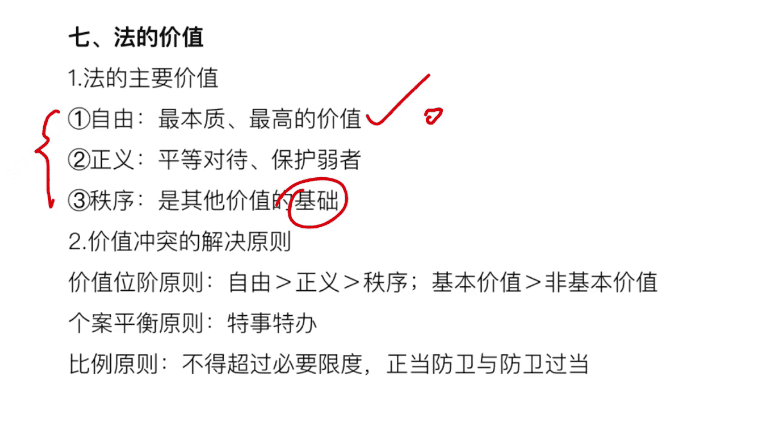 七、法的价值
1.法的主要价值
①自由：最本质、最高的价值
②正义：平等对待、保护弱者
③秩序：是其他价值的基础
2.价值冲突的解决原则
价值位阶原则：自由＞正义＞秩序；基本价值＞非基本价值
个案平衡原则：特事特办
比例原则：不得超过必要限度，正当防卫与防卫过当